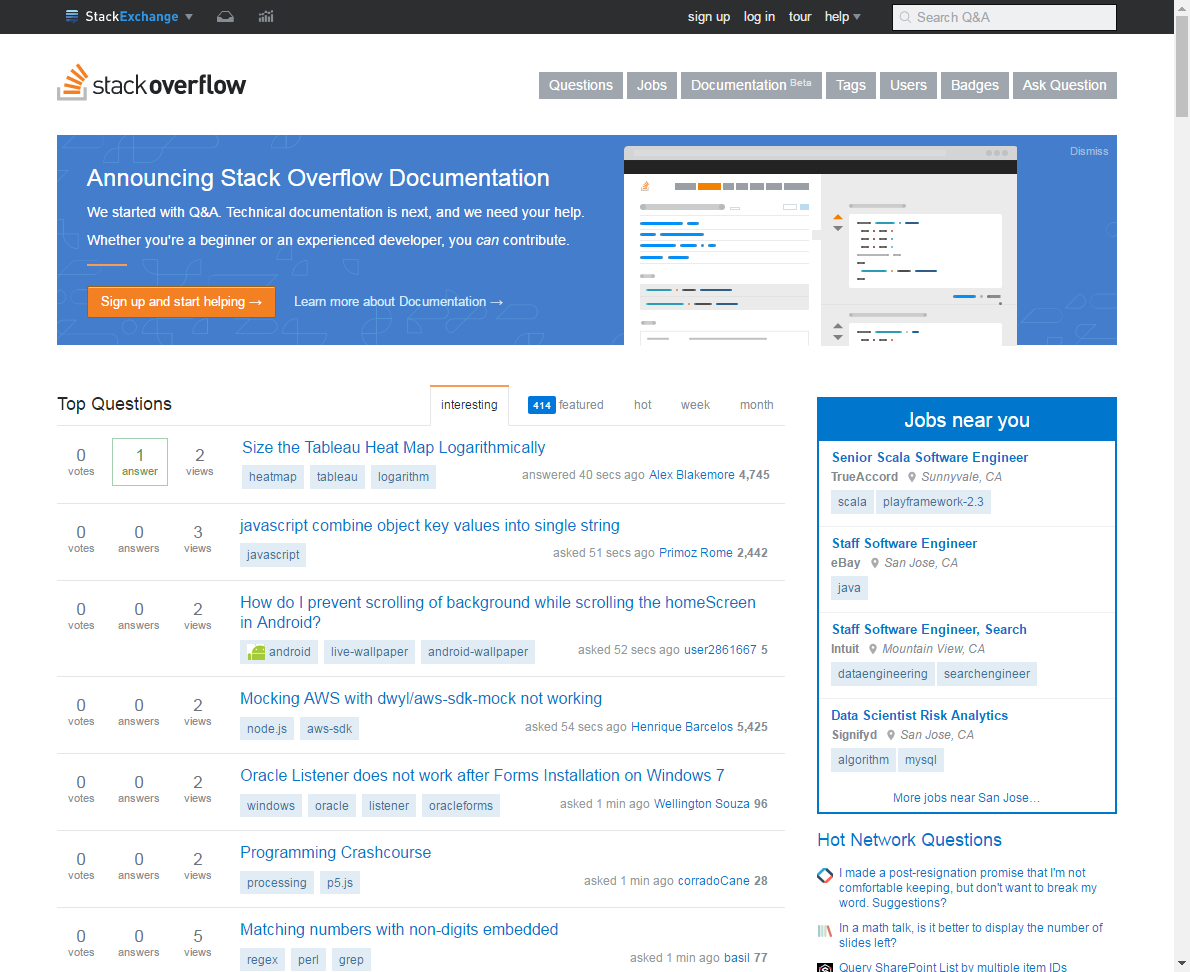 StackExchange
sign up log in tour help
Search Q&A
stackoverflow
Questions Jobs Documentation Beta Tags Users Badges Ask Question
Dismiss
Announcing Stack Overflow Documentation
We started with Q&A. Technical documentation is next, and we need your help.
Whether you're a beginner or an experienced developer, you can contribute.
Sign up and start helping → Learn more about Documentation →
Top Questions
interesting 414 featured hot week month
0 votes 1 answer 2 views
Size the Tableau Heat Map Logarithmically
heatmap tableau logarithm
answered 40 secs ago Alex Blakemore 4,745
0 votes 0 answers 3 views
javascript combine object key values into single string
javascript
asked 51 secs ago Primoz Rome 2,442
0 votes 0 answers 2 views
How do I prevent scrolling of background while scrolling the homeScreen
in Android?
android live-wallpaper android-wallpaper
asked 52 secs ago user2861667 5
0 votes 0 answers 2 views
Mocking AWS with dwyl/aws-sdk-mock not working
node.js aws-sdk
asked 54 secs ago Henrique Barcelos 5,425
0 votes 0 answers 2 views
Oracle Listener does not work after Forms Installation on Windows 7
windows oracle listener oracleforms
asked 1 min ago Wellington Souza 96
0 votes 0 answers 2 views
Programming Crashcourse
processing p5.js
asked 1 min ago corradoCane 28
0 votes 0 answers 5 views
Matching numbers with non-digits embedded
regex perl grep
asked 1 min ago basil 77
Jobs near you
Senior Scala Software Engineer
TrueAccord Sunnyvale, CA
scala playframework-2.3
Staff Software Engineer
eBay San Jose, CA
java
Staff Software Engineer, Search
Intuit Mountain View, CA
dataengineering searchengineer
Data Scientist Risk Analytics
Signifyd San Jose, CA
algorithm mysql
More jobs near San Jose…
Hot Network Questions
I made a post-resignation promise that I'm not
comfortable keeping, but don't want to break my
word. Suggestions?
In a math talk, is it better to display the number of
slides left?
Query SharePoint List by multiple item IDs